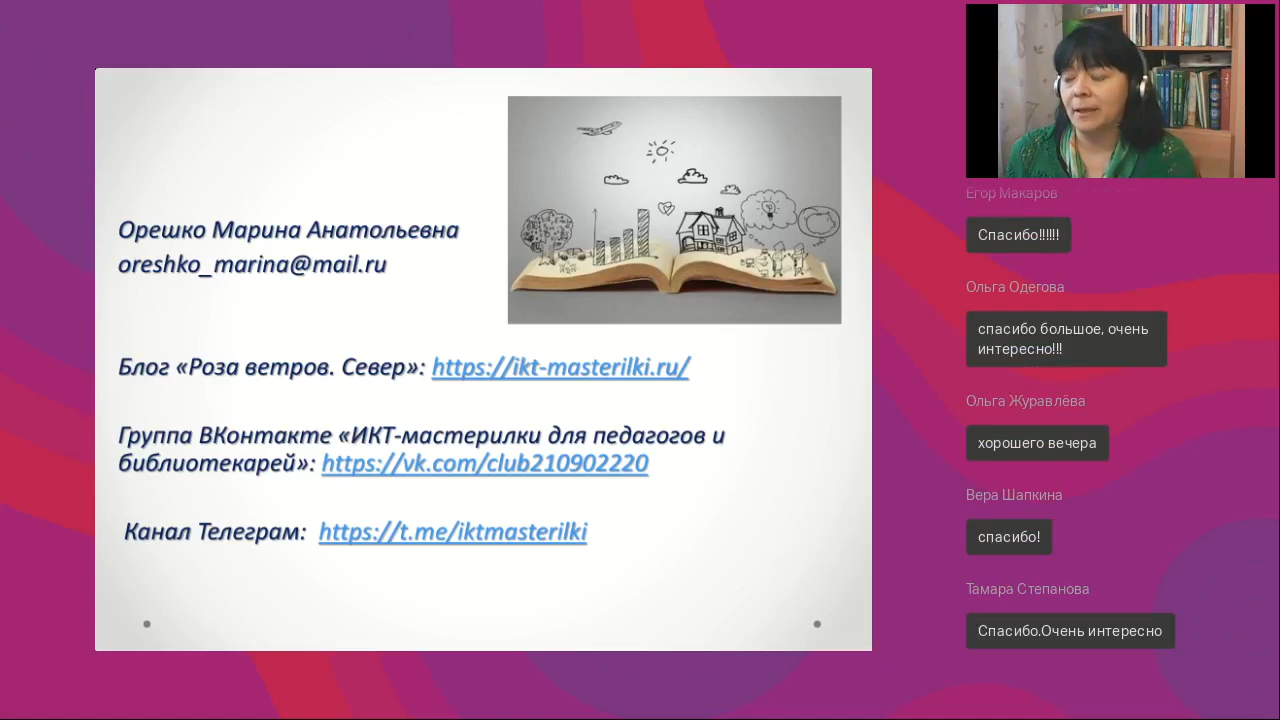 Орешко Марина Анатольевна
oreshko_marina@mail.ru
Блог «Роза ветров. Север»: https://ikt-masterilki.ru/
Группа ВКонтакте «ИКТ-мастерилки для педагогов и
библиотекарей»: https://vk.com/club210902220
Канал Телеграм: https://t.me/iktmasterilki
Егор Макаров
Спасибо!!!!!!
Ольга Одегова
спасибо большое, очень
интересно!!!
Ольга Журавлёва
хорошего вечера
Вера Шапкина
спасибо!
Тамара Степанова
Спасибо.Очень интересно